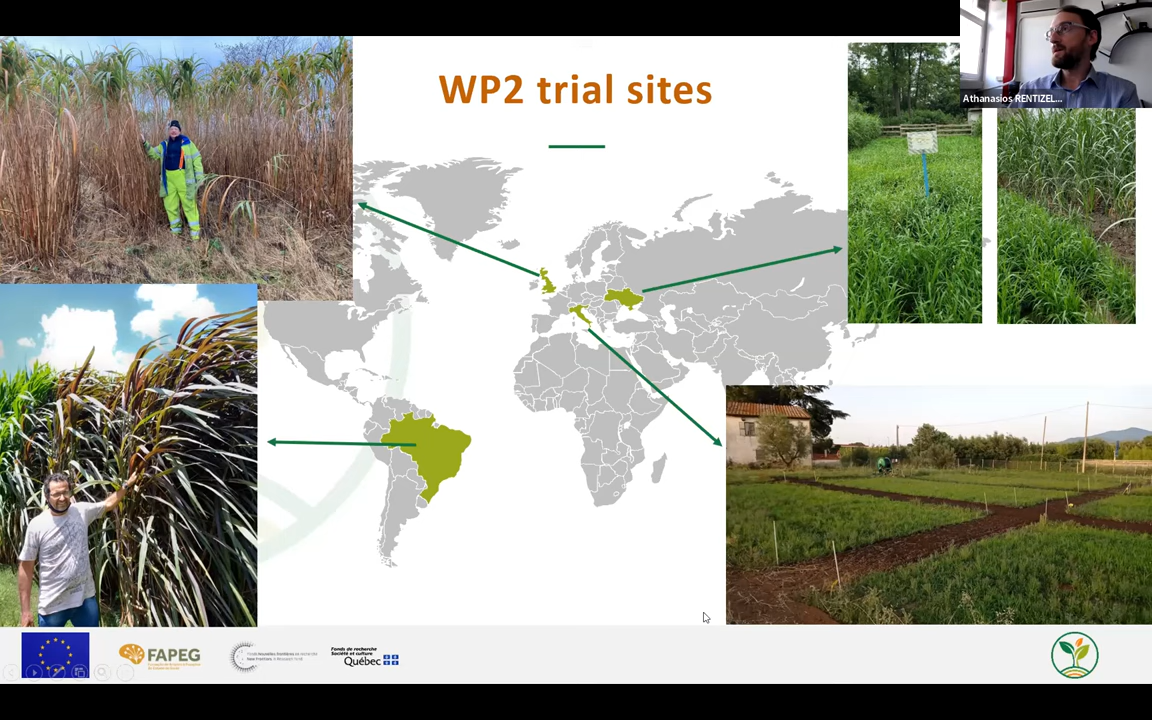 WP2 trial sites
Athanasios RENTIZEL...
FAPEG
Fonds de recherche
Société et culture
Québec